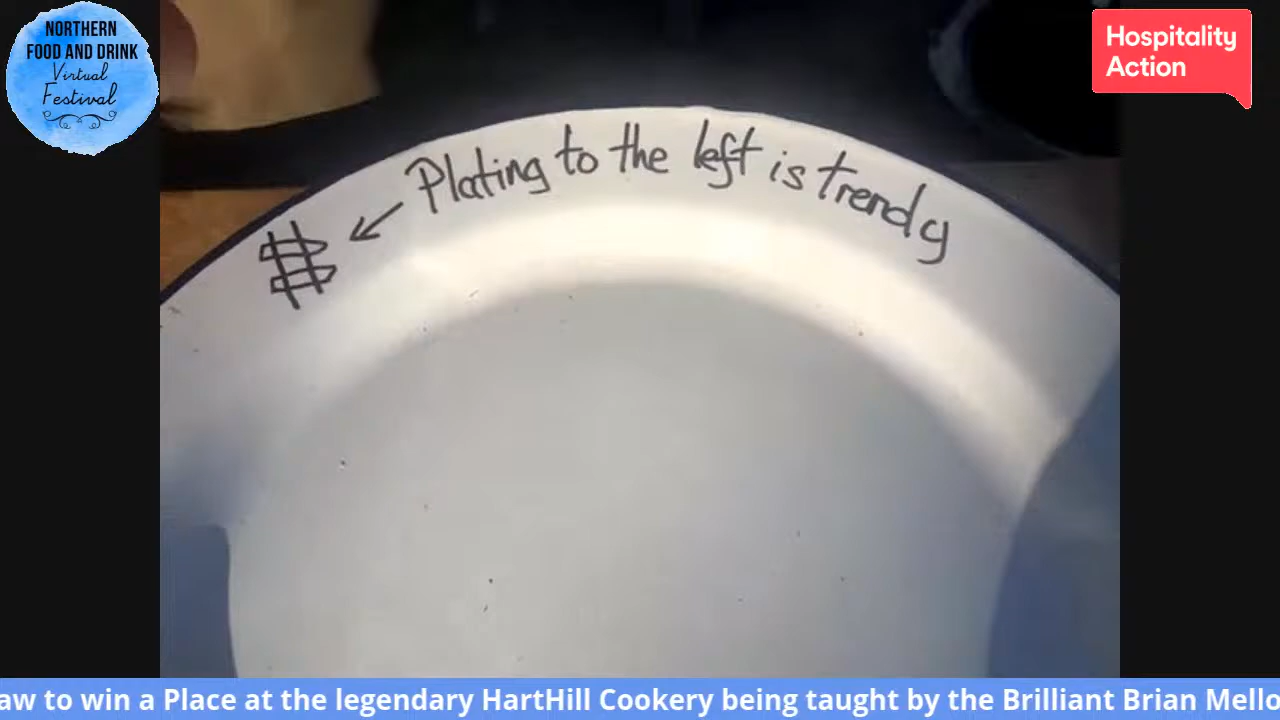 NORTHERN
FOOD AND DRINK
Virtual
Festival
Hospitality
Action
Plating to the left is trendy
aw to win a Place at the legendary HartHill Cookery being taught by the Brilliant Brian Mello